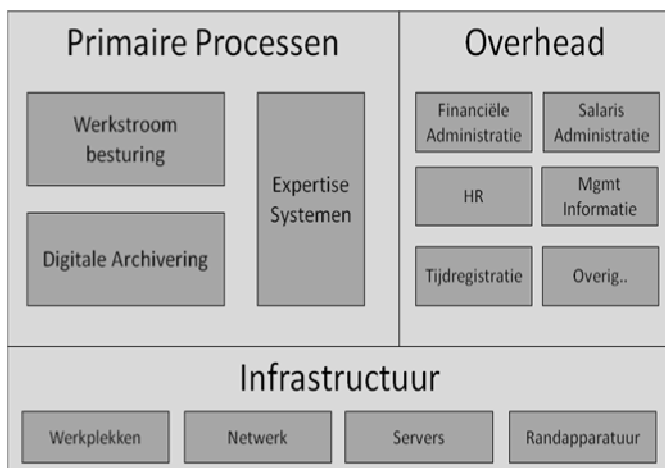 Primaire Processen
Werkstroom
besturing
Digitale Archivering
Expertise
Systemen
Overhead
Financiële
Administratie
Salaris
Administratie
HR
Mgmt
Informatie
Tijdregistratie
Overig..
Infrastructuur
Werkplekken
Netwerk
Servers
Randapparatuur